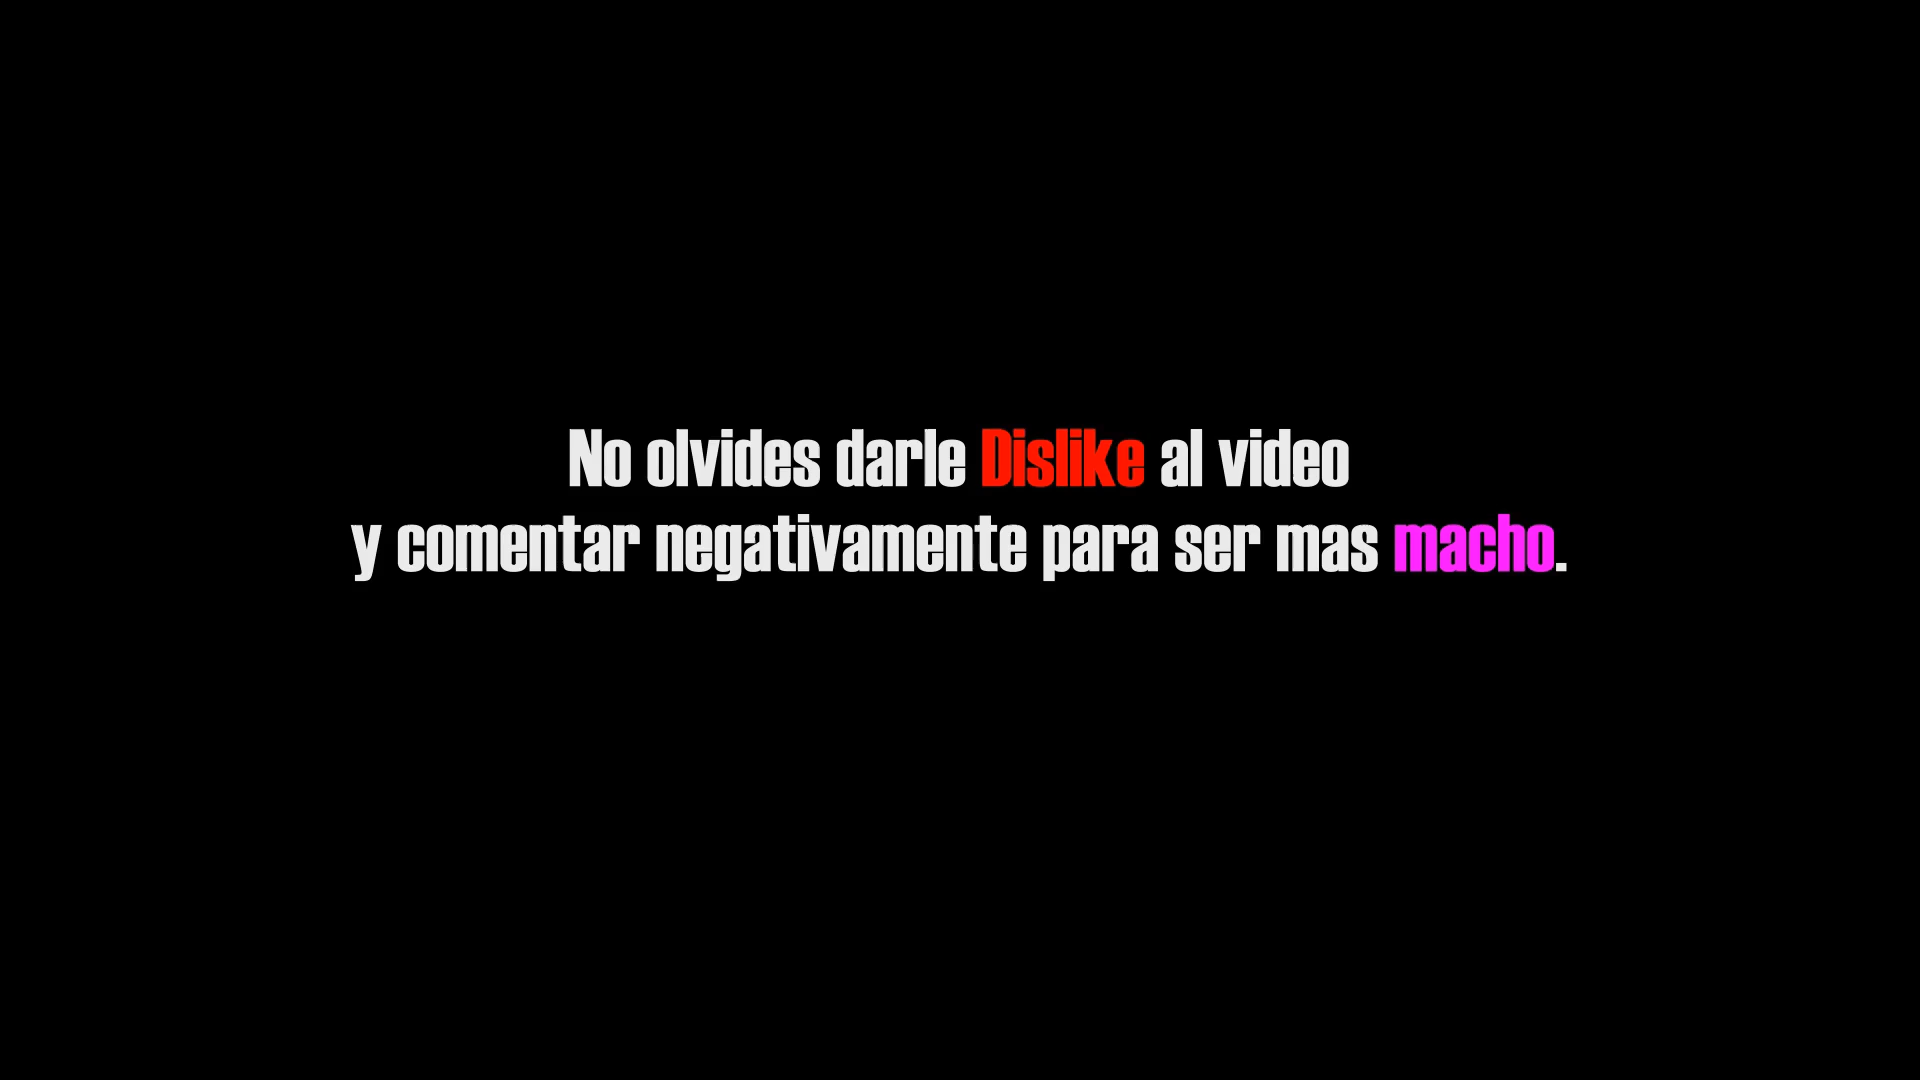 No olvides darle Dislike al video
y comentar negativamente para ser mas macho.